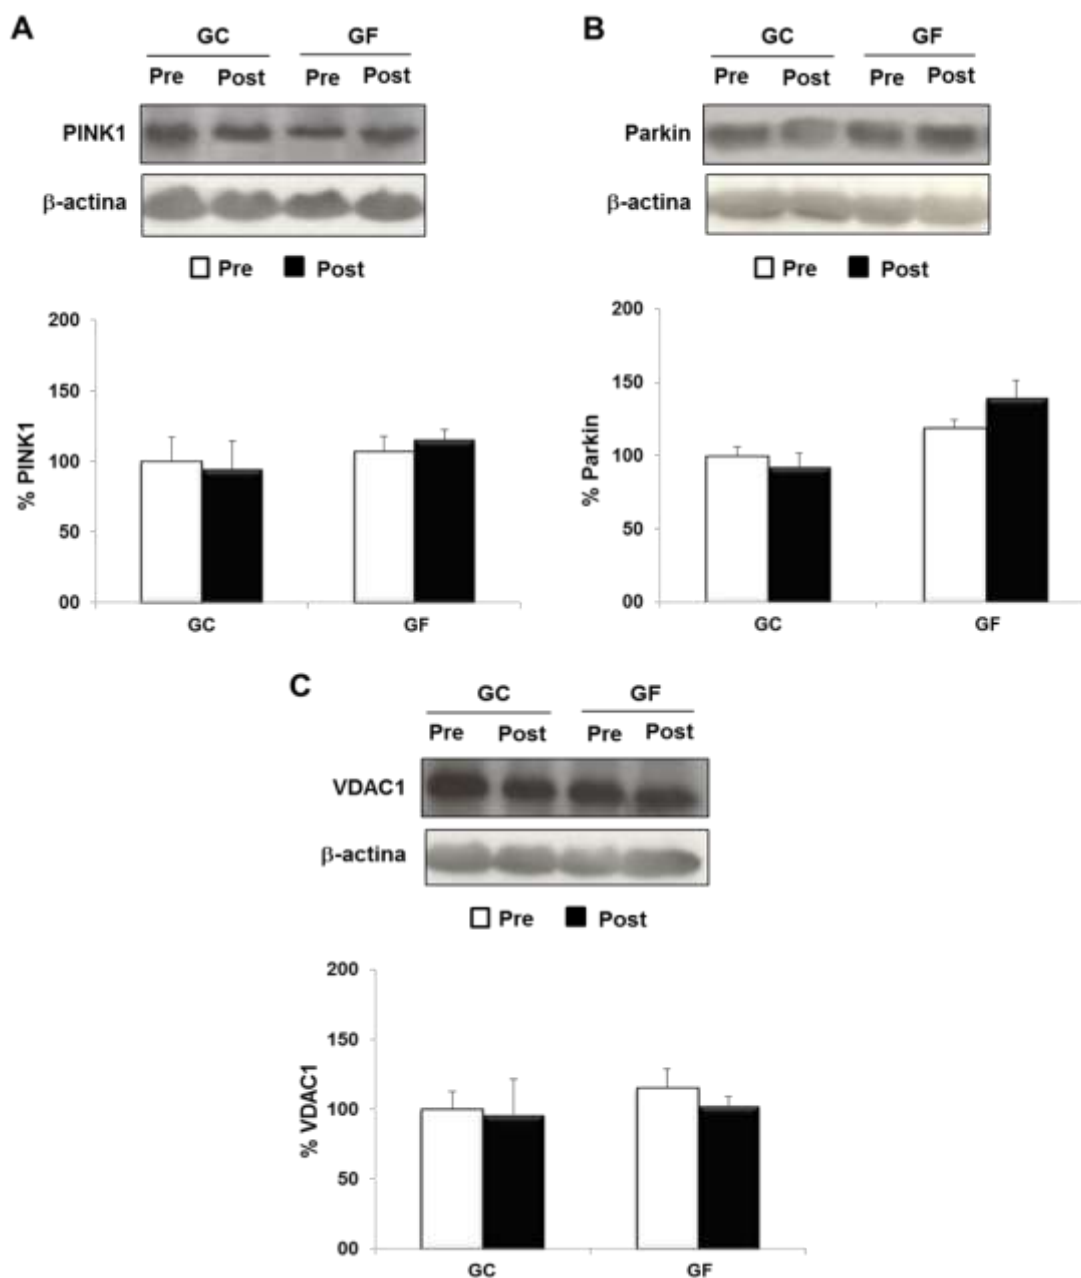 A
GC GF
Pre Post Pre Post
PINK1
β-actina
Pre Post
200
150
100
50
00
% PINK1
GC GF
B
GC GF
Pre Post Pre Post
Parkin
β-actina
Pre Post
200
150
100
50
00
% Parkin
GC GF
C
GC GF
Pre Post Pre Post
VDAC1
β-actina
Pre Post
200
150
100
50
00
% VDAC1
GC GF